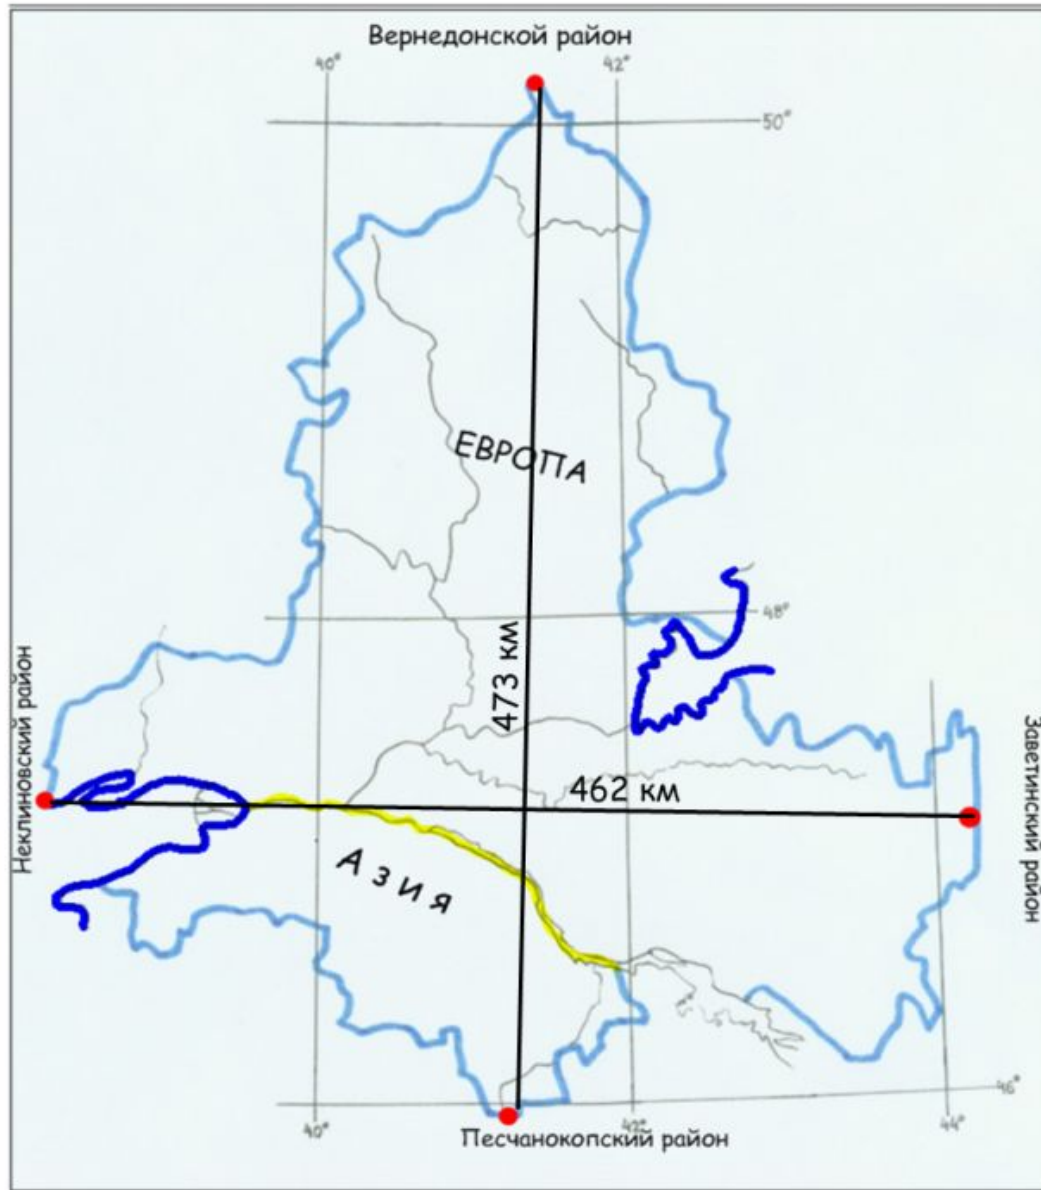 Вернедонской район
40°
42°
50°
ЕВРОПА
48°
473 км
Неклиновский район
462 км
Заветинский район
Азия
46°
40°
42°
44°
Песчанокопский район